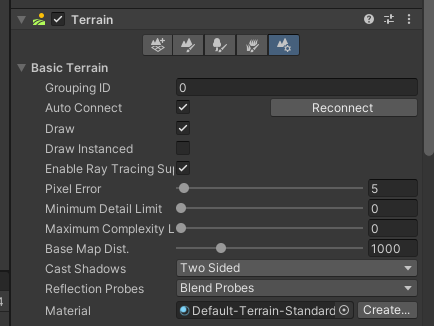 Terrain
Basic Terrain
Grouping ID 0
Auto Connect Reconnect
Draw
Draw Instanced
Enable Ray Tracing Sup
Pixel Error 5
Minimum Detail Limit 0
Maximum Complexity L 0
Base Map Dist. 1000
Cast Shadows Two Sided
Reflection Probes Blend Probes
4
Material Default-Terrain-Standard Create...